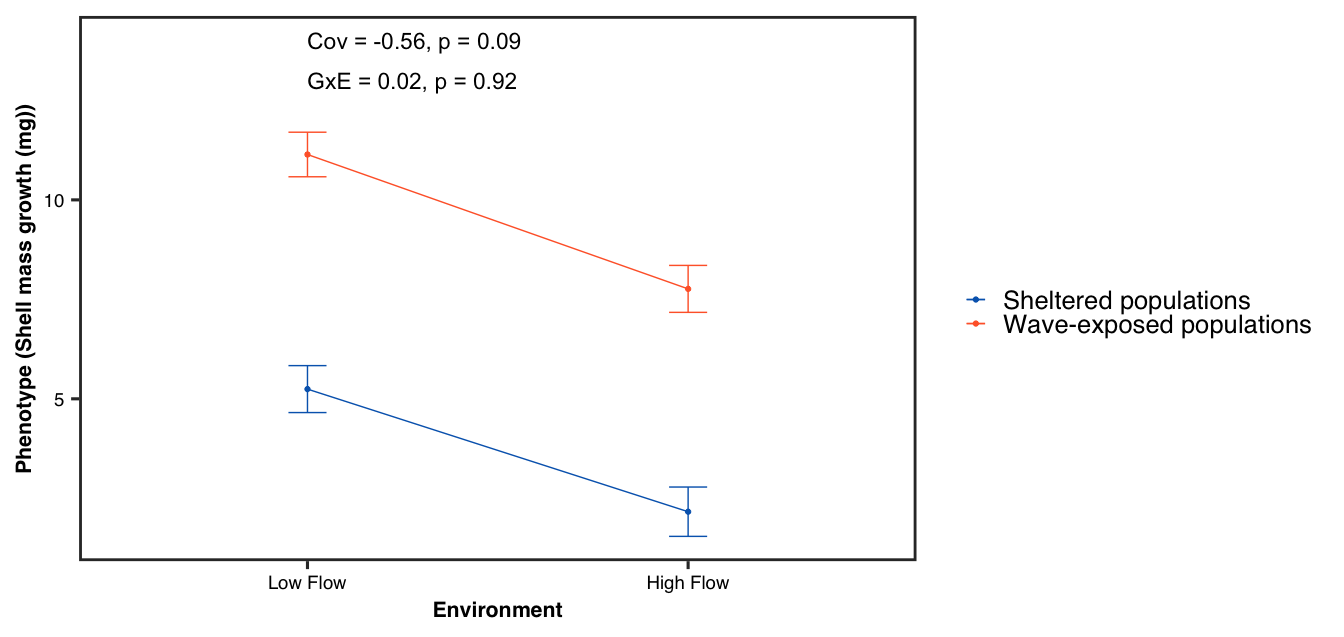 Cov = -0.56, p = 0.09
GxE = 0.02, p = 0.92
Phenotype (Shell mass growth (mg))
10
5
Sheltered populations
Wave-exposed populations
Low Flow
High Flow
Environment